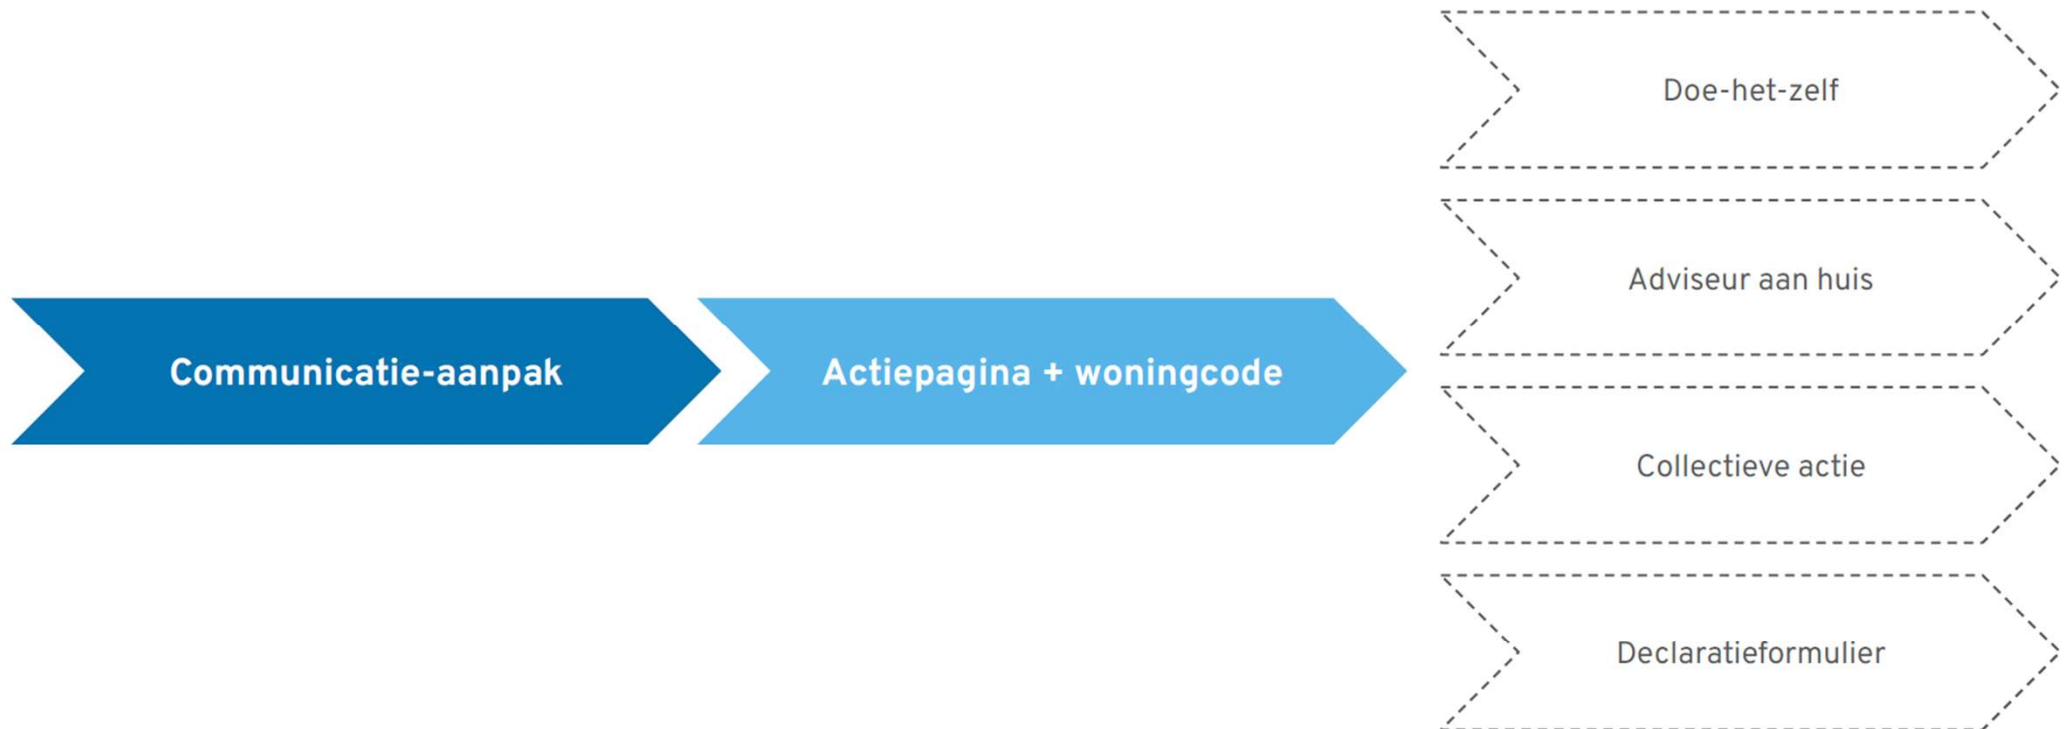 Communicatie-aanpak
Actiepagina + woningcode
Doe-het-zelf
Adviseur aan huis
Collectieve actie
Declaratieformulier